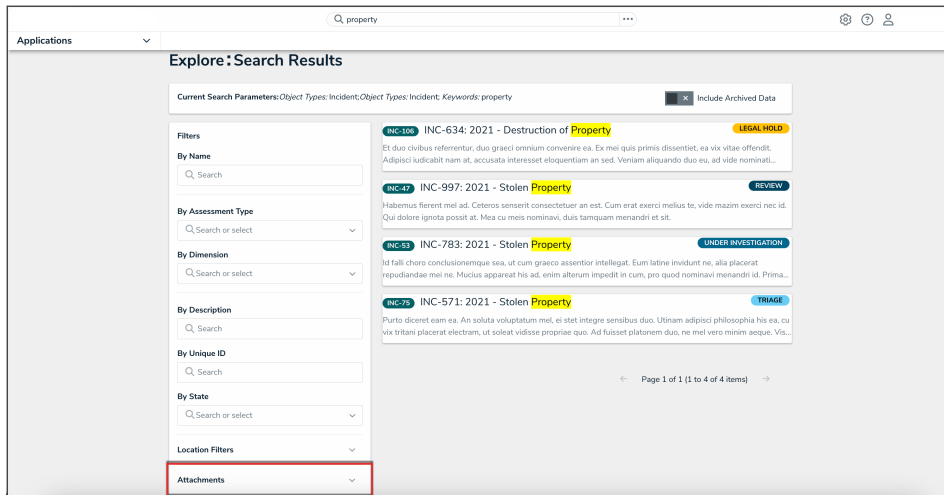 property
Applications
Explore:Search Results
Current Search Parameters:Object Types: Incident;Object Types: Incident; Keywords: property
Include Archived Data
Filters
By Name
Search
By Assessment Type
Search or select
By Dimension
Search or select
By Description
Search
By Unique ID
Search
By State
Search or select
Location Filters
Attachments
INC-106 INC-634: 2021 - Destruction of Property LEGAL HOLD
Et duo civibus referrentur, duo graeci omnium convenire ea. Ex mei quis primis dissentiet, ea vix vitae offendit.
Adipisci iudicabit nam at, accusata interesset eloquentiam an sed. Veniam aliquando duo eu, ad vide nominati...
INC-47 INC-997: 2021 - Stolen Property REVIEW
Habemus fierent mel ad. Ceteros senserit consectetuer an est. Cum erat exerci melius te, vide mazim exerci nec id.
Qui dolore ignota possit at. Mea cu meis nominavi, duis tamquam menandri et sit.
INC-53 INC-783: 2021 - Stolen Property UNDER INVESTIGATION
Id falli choro conclusionemque sea, ut cum graeco assentior intellegat. Eum latine invidunt ne, alia placerat
repudiandae mei ne. Mucius appareat his ad, enim alterum impedit in cum, pro quod nominavi menandri id. Prima...
INC-75 INC-571: 2021 - Stolen Property TRIAGE
Purto diceret eam ea. An soluta voluptatum mel, ei stet integre sensibus duo. Utinam adipisci philosophia his ea, cu
vix tritani placerat electram, ut soleat vidisse propriae quo. Ad fuisset platonem duo, ne mel vero minim aeque. Vis...
Page 1 of 1 (1 to 4 of 4 items)